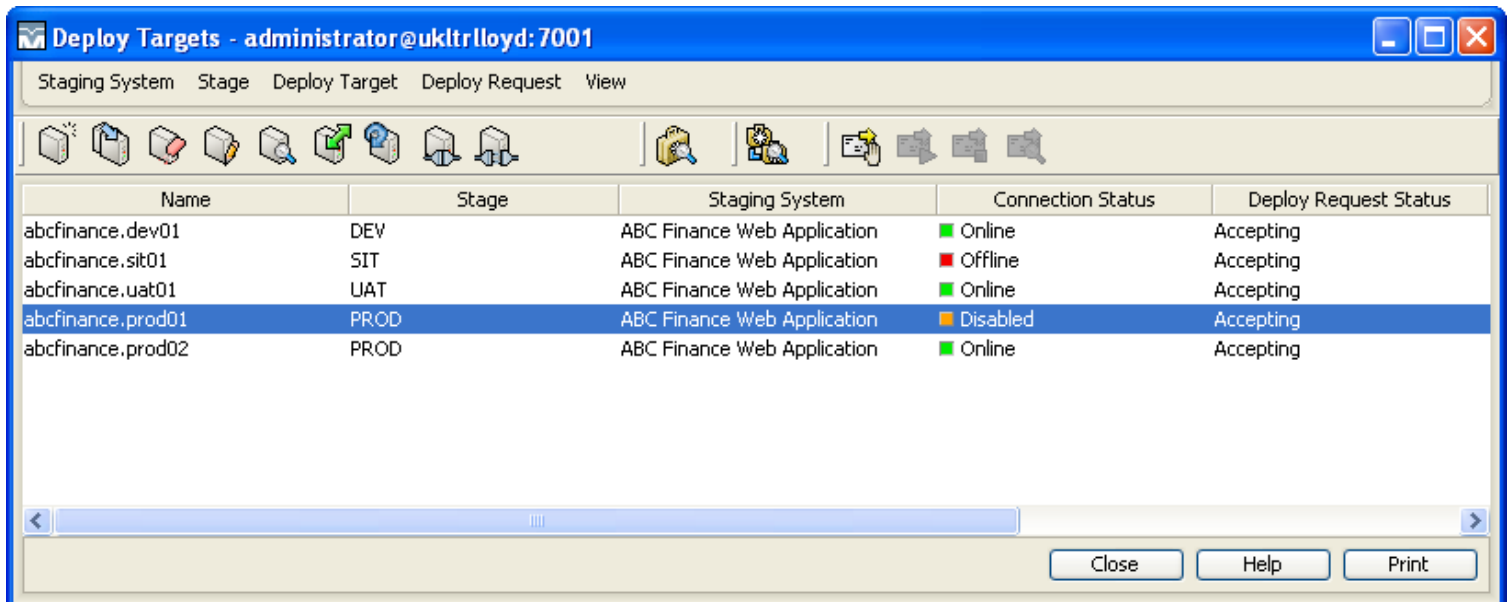 Deploy Targets - administrator@ukltrlloyd:7001
Staging System Stage Deploy Target Deploy Request View
Name Stage Staging System Connection Status Deploy Request Status
abcfinance.dev01 DEV ABC Finance Web Application Online Accepting
abcfinance.sit01 SIT ABC Finance Web Application Offline Accepting
abcfinance.uat01 UAT ABC Finance Web Application Online Accepting
abcfinance.prod01 PROD ABC Finance Web Application Disabled Accepting
abcfinance.prod02 PROD ABC Finance Web Application Online Accepting
Close Help Print